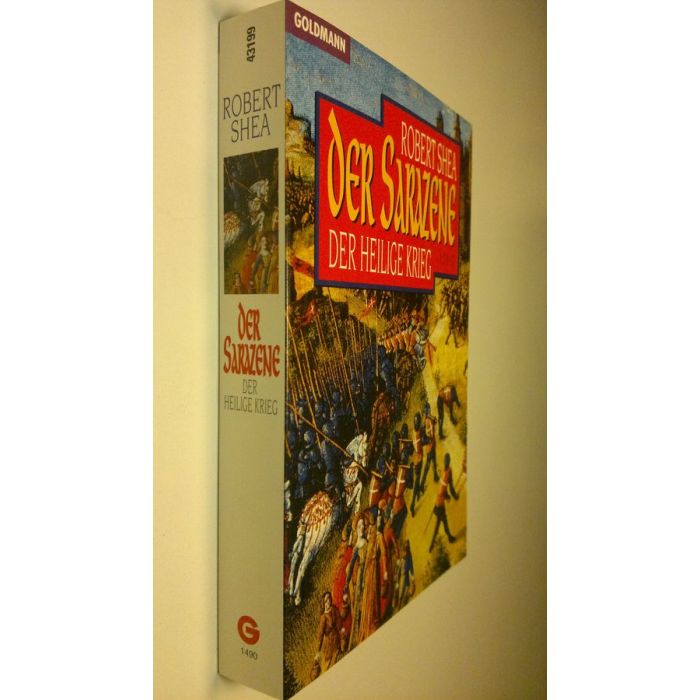 43199
ROBERT
SHEA
DER
SARAZENE
DER
HEILIGE KRIEG
G
1490
GOLDMANN
ROBERT SHEA
DER SARAZENE
DER HEILIGE KRIEG